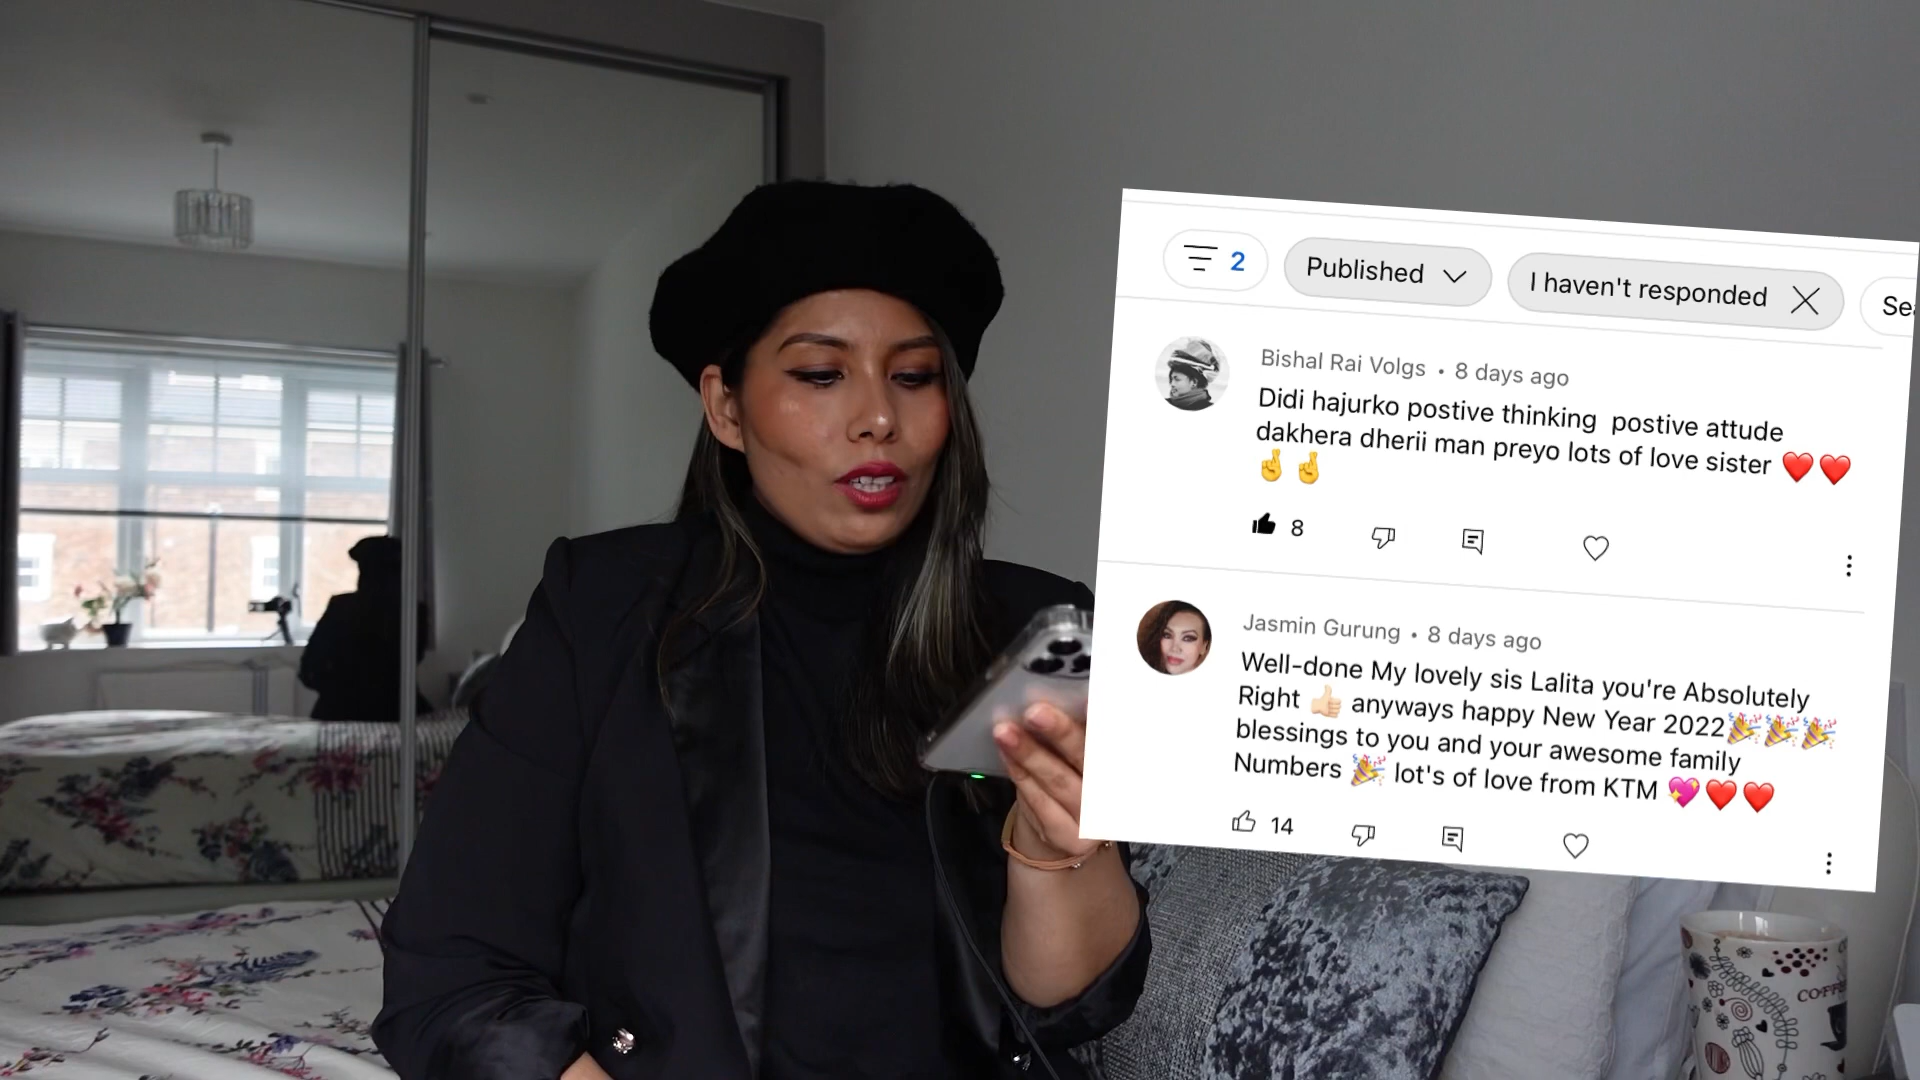 2
Published
I haven't responded
Bishal Rai Volgs • 8 days ago
Didi hajurko postive thinking postive attude
dakhera dherii man preyo lots of love sister ❤️❤️
🤞🤞
8
Jasmin Gurung • 8 days ago
Well-done My lovely sis Lalita you're Absolutely
Right 👍🏻 anyways happy New Year 2022🎉🎉🎉
blessings to you and your awesome family
Numbers 🎉 lot's of love from KTM 💖❤️❤️
14